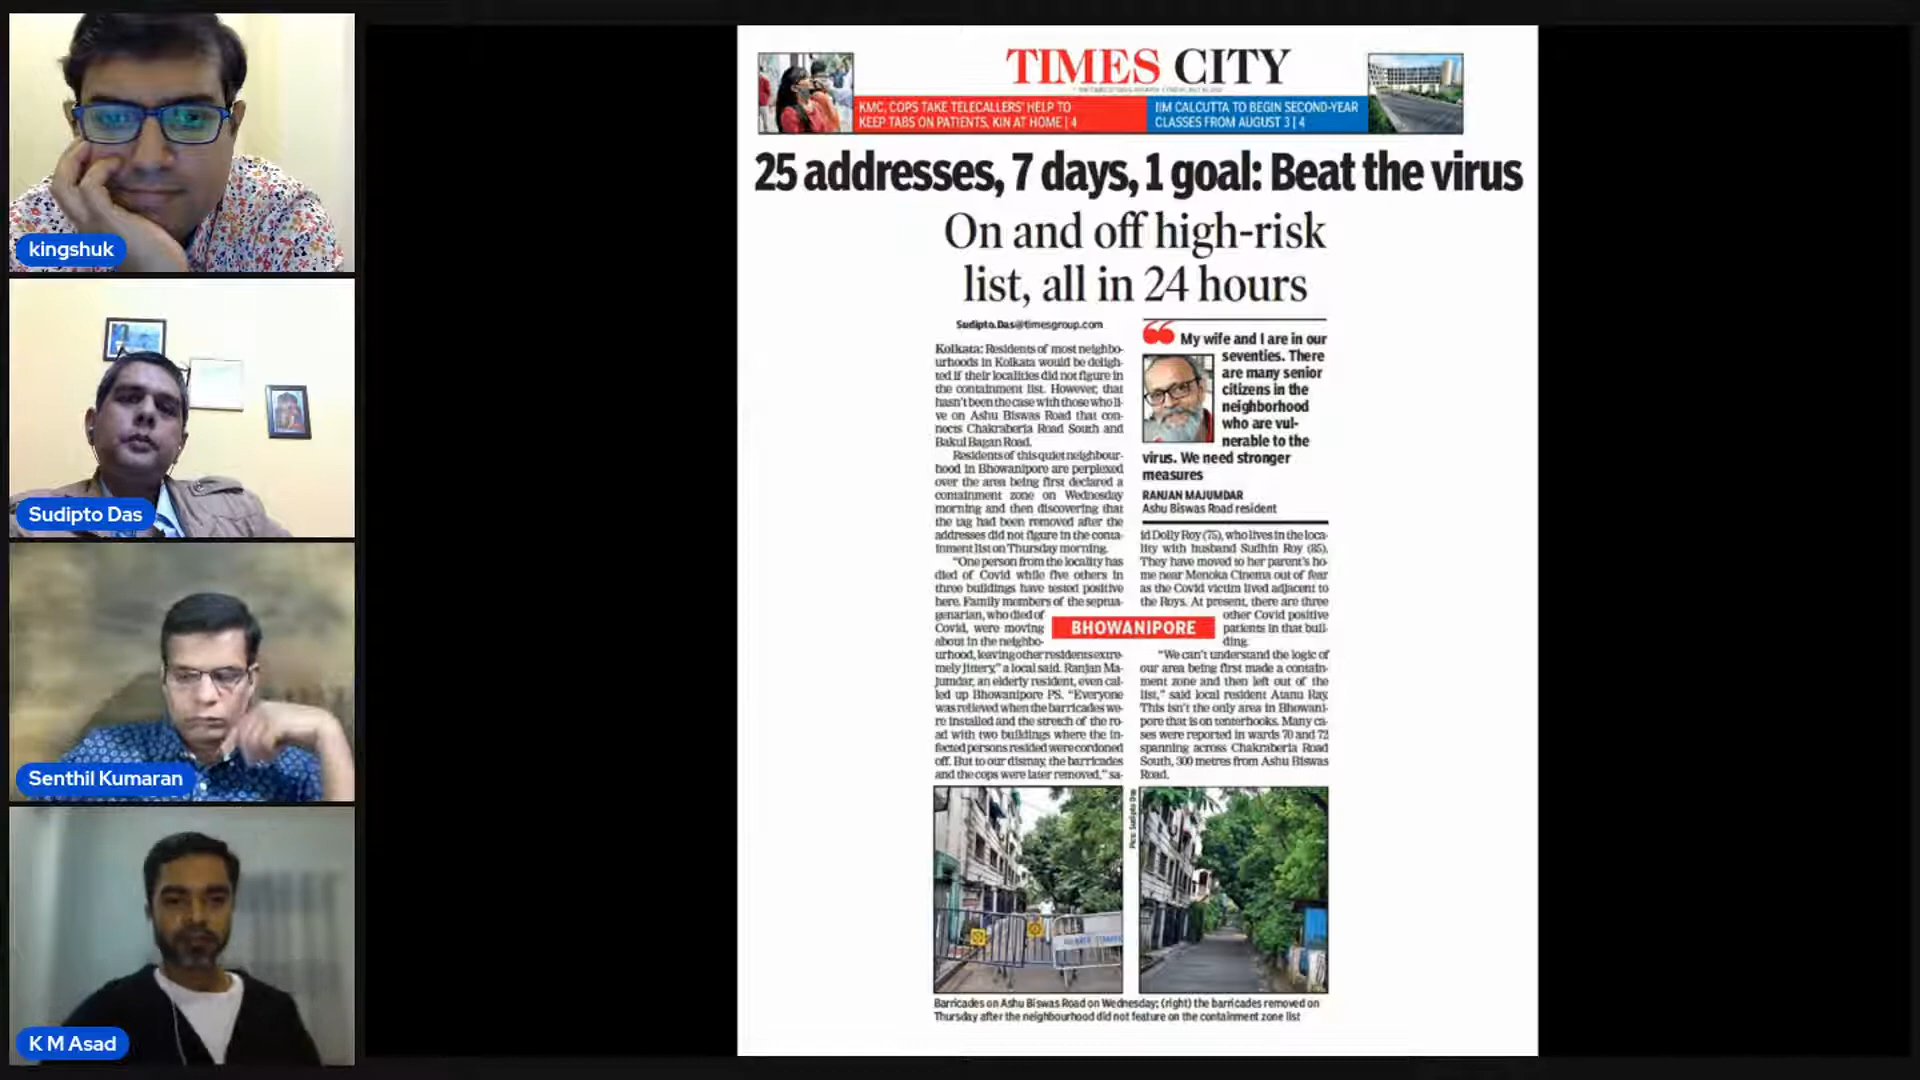 kingshuk
Sudipto Das
Senthil Kumaran
K M Asad
TIMES CITY
KMC, COPS TAKE TELECALLERS' HELP TO
KEEP TABS ON PATIENTS, KIN AT HOME | 4
IIM CALCUTTA TO BEGIN SECOND-YEAR
CLASSES FROM AUGUST 3 | 4
25 addresses, 7 days, 1 goal: Beat the virus
On and off high-risk
list, all in 24 hours
Sudipto.Das@timesgroup.com
Kolkata: Residents of most neighbo-
urhoods in Kolkata would be deligh-
ted if their localities did not figure in
the containment list. However, that
hasn't been the case with those who li-
ve on Ashu Biswas Road that con-
nects Chakraberia Road South and
Bakul Bagan Road.
Residents of this quiet neighbour-
hood in Bhowanipore are perplexed
over the area being first declared a
containment zone on Wednesday
morning and then discovering that
the tag had been removed after the
addresses did not figure in the conta-
inment list on Thursday morning.
"One person from the locality has
died of Covid while five others in
three buildings have tested positive
here. Family members of the septua-
genarian, who died of
Covid, were moving
about in the neighbo-
urhood, leaving other residents extre-
mely jittery," a local said. Ranjan Ma-
jumdar, an elderly resident, even cal-
led up Bhowanipore PS. "Everyone
was relieved when the barricades we-
re installed and the stretch of the ro-
ad with two buildings where the in-
fected persons resided were cordoned
off. But to our dismay, the barricades
and the cops were later removed," sa-
My wife and I are in our
seventies. There
are many senior
citizens in the
neighborhood
who are vul-
nerable to the
virus. We need stronger
measures
RANJAN MAJUMDAR
Ashu Biswas Road resident
id Dolly Roy (75), who lives in the loca-
lity with husband Sudhin Roy (85).
They have moved to her parent's ho-
me near Menoka Cinema out of fear
as the Covid victim lived adjacent to
the Roys. At present, there are three
other Covid positive
patients in that buil-
ding.
BHOWANIPORE
"We can't understand the logic of
our area being first made a contain-
ment zone and then left out of the
list," said local resident Atanu Ray.
This isn't the only area in Bhowani-
pore that is on tenterhooks. Many ca-
ses were reported in wards 70 and 72
spanning across Chakraberia Road
South, 300 metres from Ashu Biswas
Road.
Pics: Sudipto Das
Barricades on Ashu Biswas Road on Wednesday; (right) the barricades removed on
Thursday after the neighbourhood did not feature on the containment zone list